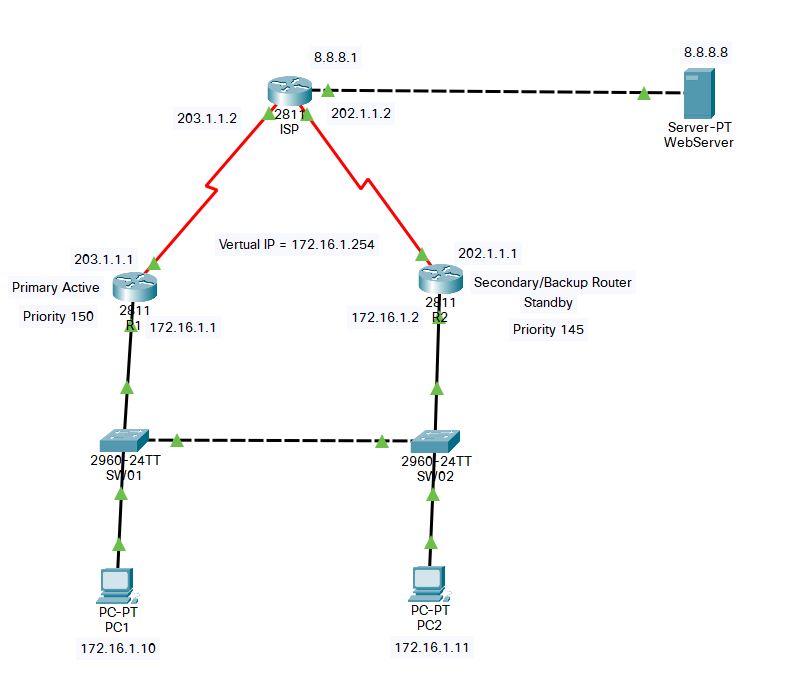 8.8.8.1
8.8.8.8
203.1.1.2
2811
ISP
202.1.1.2
Server-PT
WebServer
Vertual IP = 172.16.1.254
203.1.1.1
202.1.1.1
Primary Active
Priority 150
2811
R1
172.16.1.1
172.16.1.2
2811
R2
Secondary/Backup Router
Standby
Priority 145
2960-24TT
SW01
2960-24TT
SW02
PC-PT
PC1
172.16.1.10
PC-PT
PC2
172.16.1.11